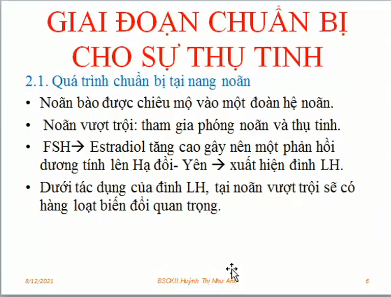 GIAI ĐOẠN CHUẨN BỊ
CHO SỰ THỤ TINH
2.1. Quá trình chuẩn bị tại nang noãn
• Noãn bào được chiêu mộ vào một đoàn hệ noãn.
• Noãn vượt trội: tham gia phóng noãn và thụ tinh.
• FSH→ Estradiol tăng cao gây nên một phản hồi
dương tính lên Hạ đồi- Yên → xuất hiện đỉnh LH.
• Dưới tác dụng của đỉnh LH, tại noãn vượt trội sẽ có
hàng loạt biến đổi quan trọng.
8/12/2021
BSCKII.Huỳnh Thị Như
6